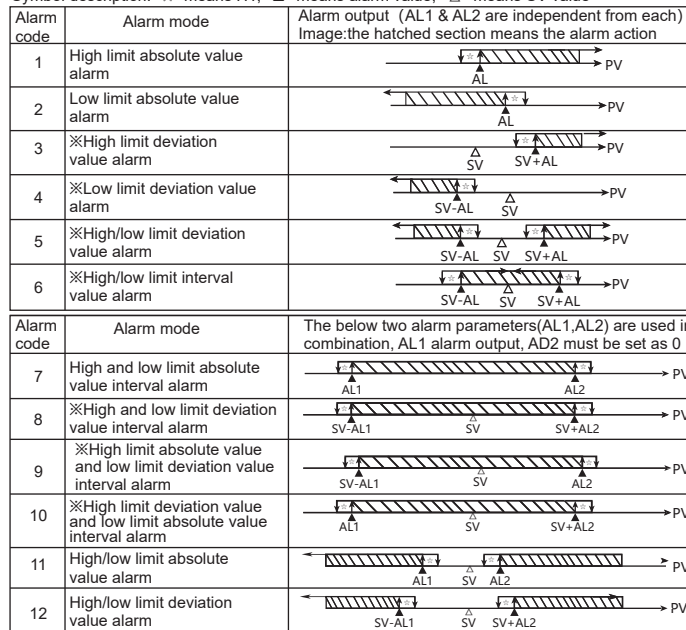 Alarm code
Alarm mode
Alarm output (AL1 & AL2 are independent from each)
Image:the hatched section means the alarm action
1
High limit absolute value
alarm
☆
AL
PV
2
Low limit absolute value
alarm
☆
AL
PV
3
※High limit deviation
value alarm
☆
SV
SV+AL
PV
4
※Low limit deviation value
alarm
☆
SV-AL
SV
PV
5
※High/low limit deviation
value alarm
☆ ☆
SV-AL SV SV+AL
PV
6
※High/low limit interval
value alarm
☆ ☆
SV-AL SV SV+AL
PV
Alarm code
Alarm mode
The below two alarm parameters(AL1,AL2) are used in
combination, AL1 alarm output, AD2 must be set as 0
7
High and low limit absolute
value interval alarm
☆ ☆
AL1 AL2
PV
8
※High and low limit deviation
value interval alarm
☆ ☆
SV-AL1 SV SV+AL2
PV
9
※High limit absolute value
and low limit deviation value
interval alarm
☆ ☆
SV-AL1 SV AL2
PV
10
※High limit deviation value
and low limit absolute value
interval alarm
☆ ☆
AL1 SV SV+AL2
PV
11
High/low limit absolute
value alarm
☆ ☆
AL1 SV AL2
PV
12
High/low limit deviation
value alarm
☆ ☆
SV-AL1 SV SV+AL2
PV